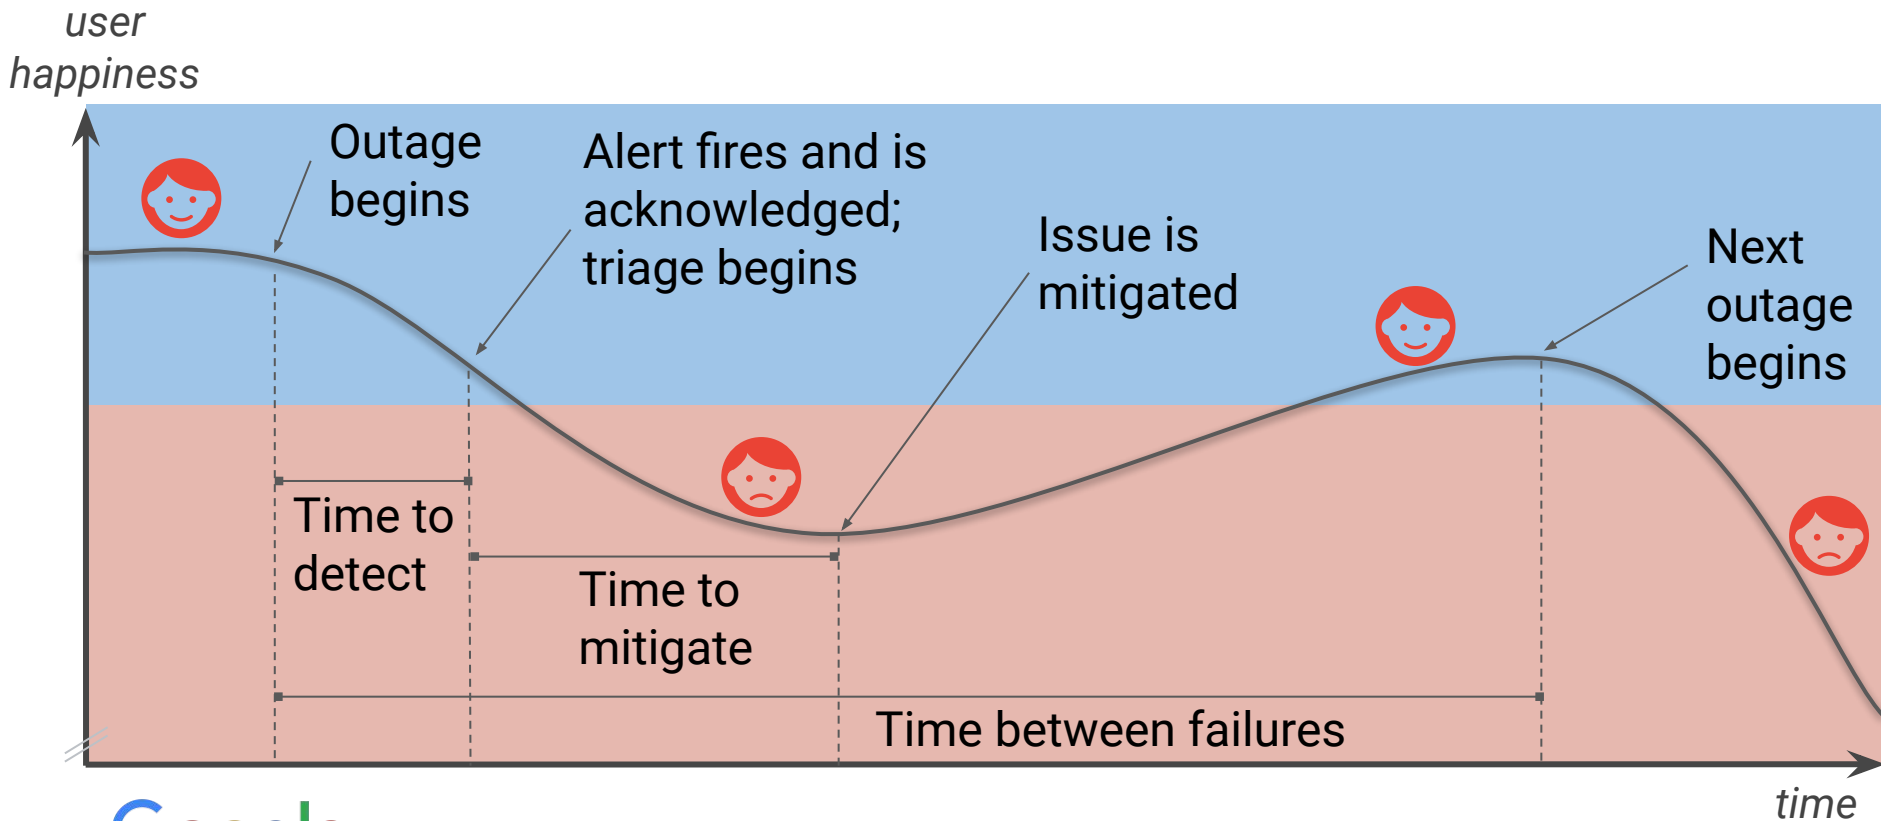 user
happiness
Outage
begins
Alert fires and is
acknowledged;
triage begins
Issue is
mitigated
Next
outage
begins
Time to
detect
Time to
mitigate
Time between failures
time